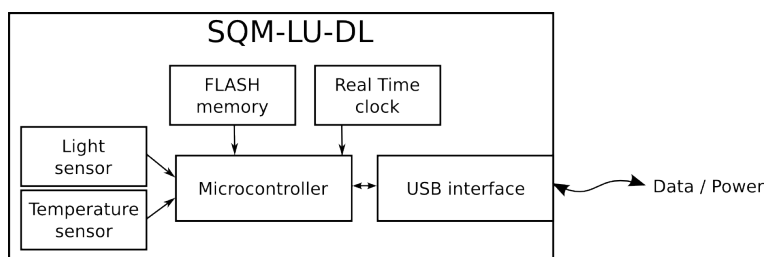 SQM-LU-DL
FLASH
memory
Real Time
clock
Light
sensor
Temperature
sensor
Microcontroller
USB interface
Data / Power